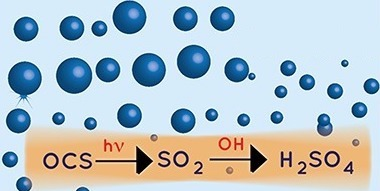 OCS hν SO₂ OH H₂SO₄